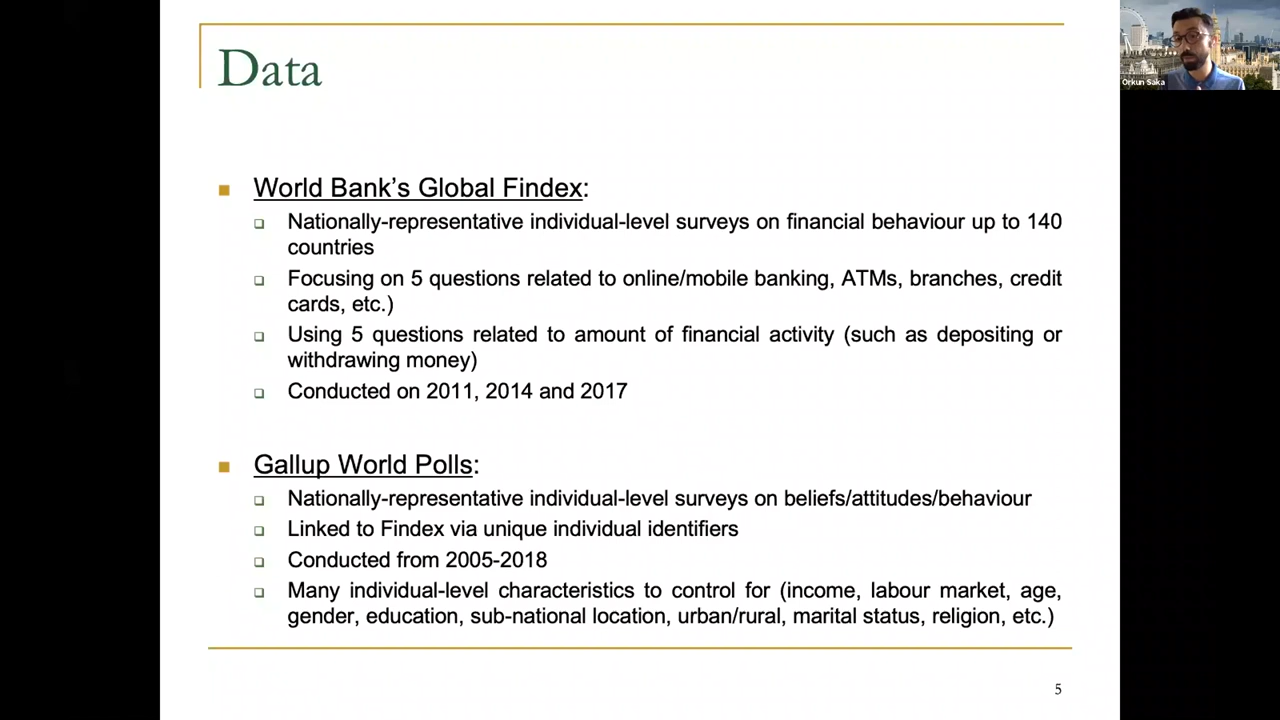 Data
World Bank’s Global Findex:
Nationally-representative individual-level surveys on financial behaviour up to 140
countries
Focusing on 5 questions related to online/mobile banking, ATMs, branches, credit
cards, etc.)
Using 5 questions related to amount of financial activity (such as depositing or
withdrawing money)
Conducted on 2011, 2014 and 2017
Gallup World Polls:
Nationally-representative individual-level surveys on beliefs/attitudes/behaviour
Linked to Findex via unique individual identifiers
Conducted from 2005-2018
Many individual-level characteristics to control for (income, labour market, age,
gender, education, sub-national location, urban/rural, marital status, religion, etc.)
5
Orkun Saka